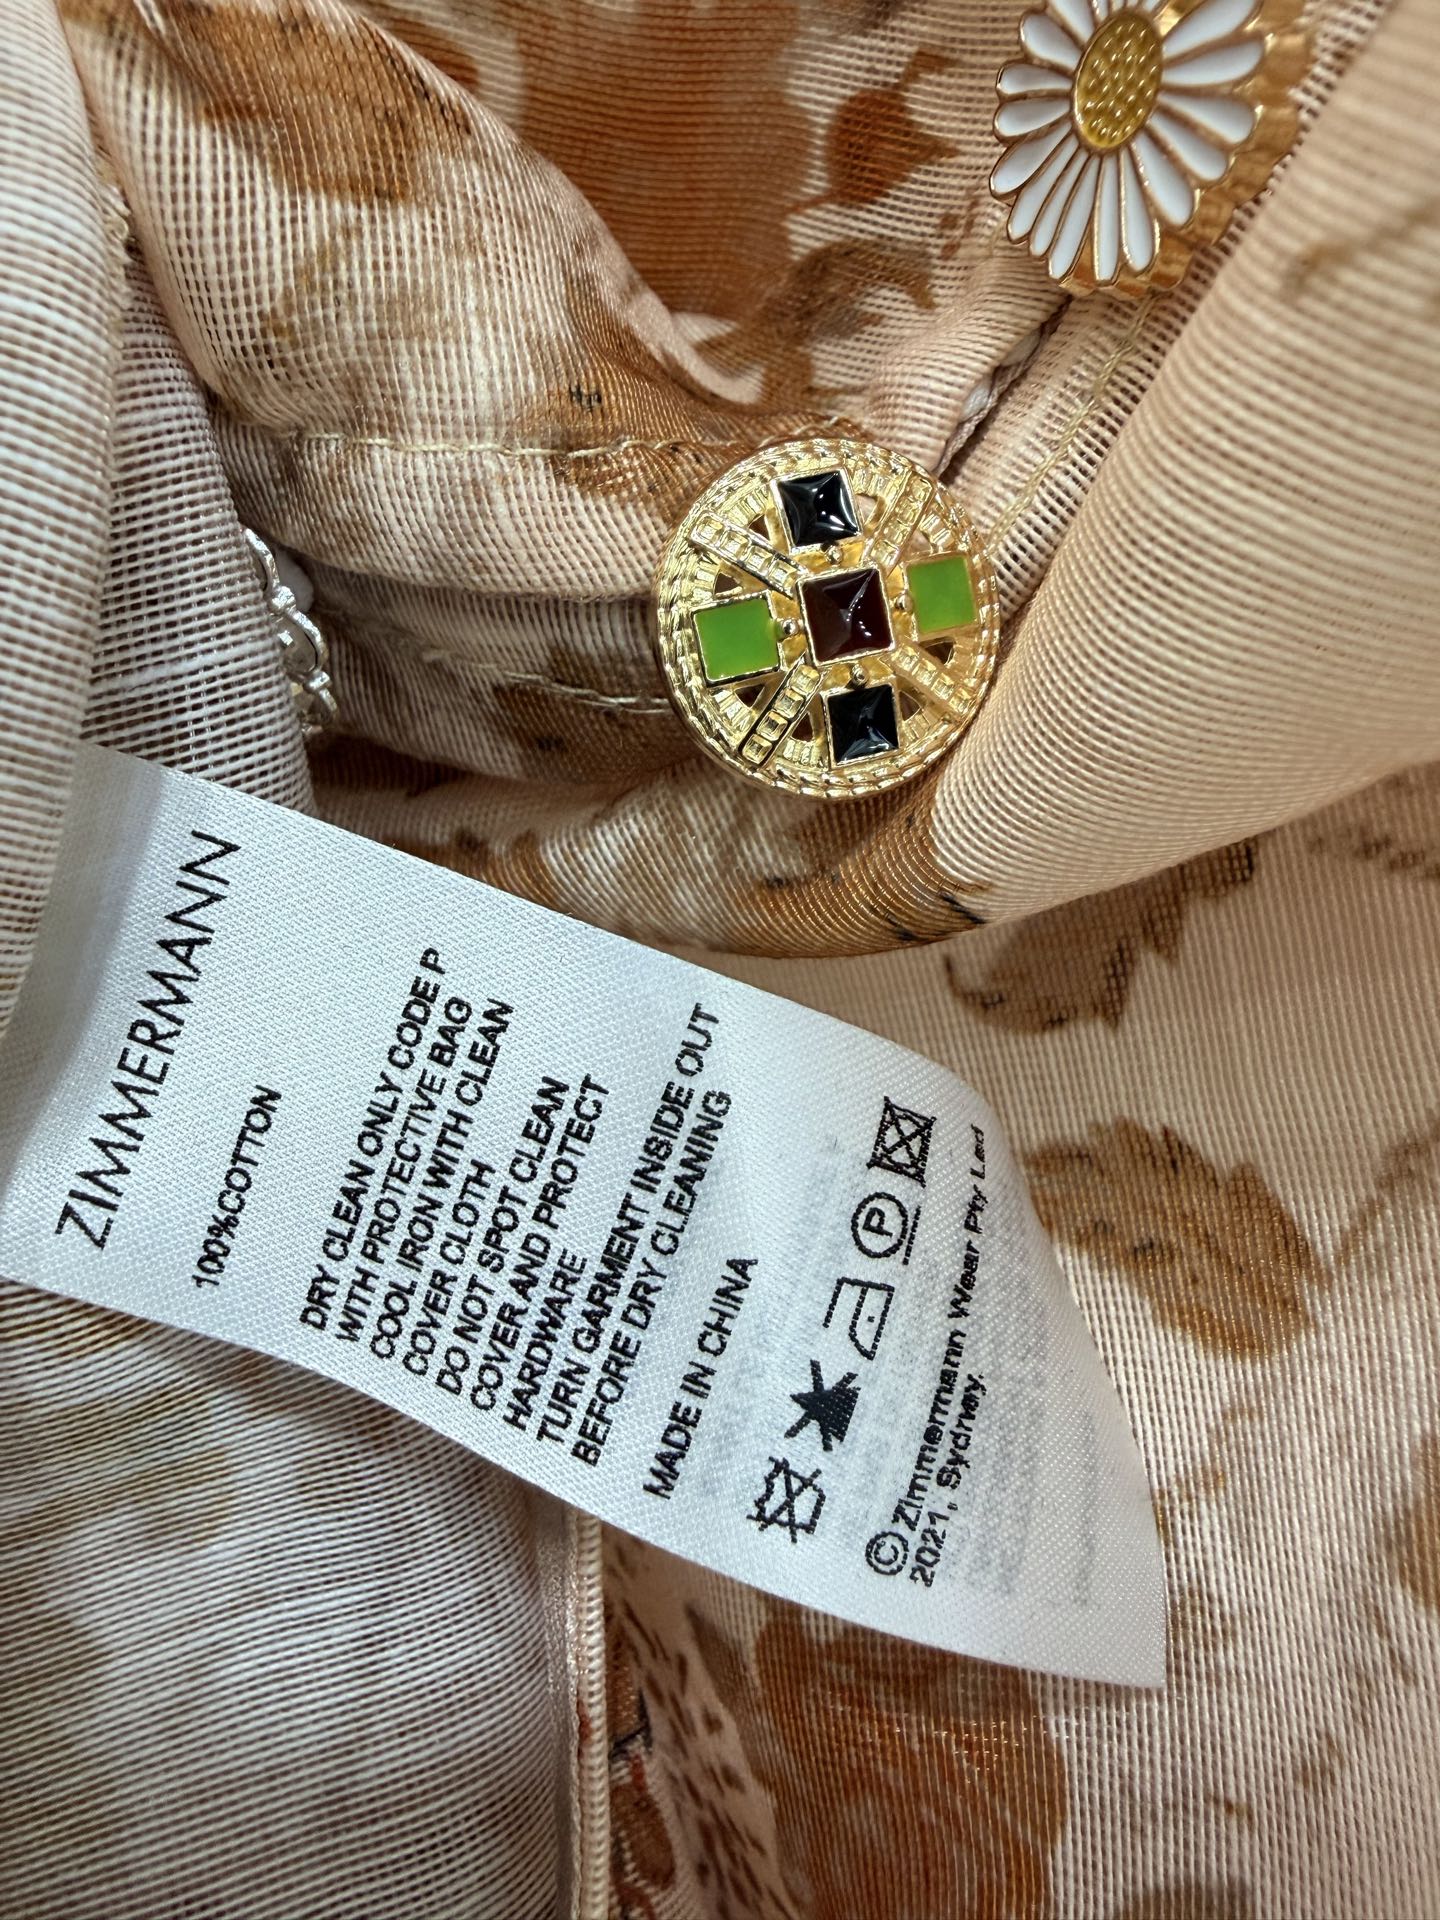 ZIMMERMANN
100%COTTON
DRY CLEAN ONLY CODE P
WITH PROTECTIVE BAG
COOL IRON WITH CLEAN
COVER CLOTH
DO NOT SPOT CLEAN
COVER AND PROTECT
HARDWARE
TURN GARMENT INSIDE OUT
BEFORE DRY CLEANING
MADE IN CHINA
P
© Zimmermann Wear Pty Led
2021, Sydney.